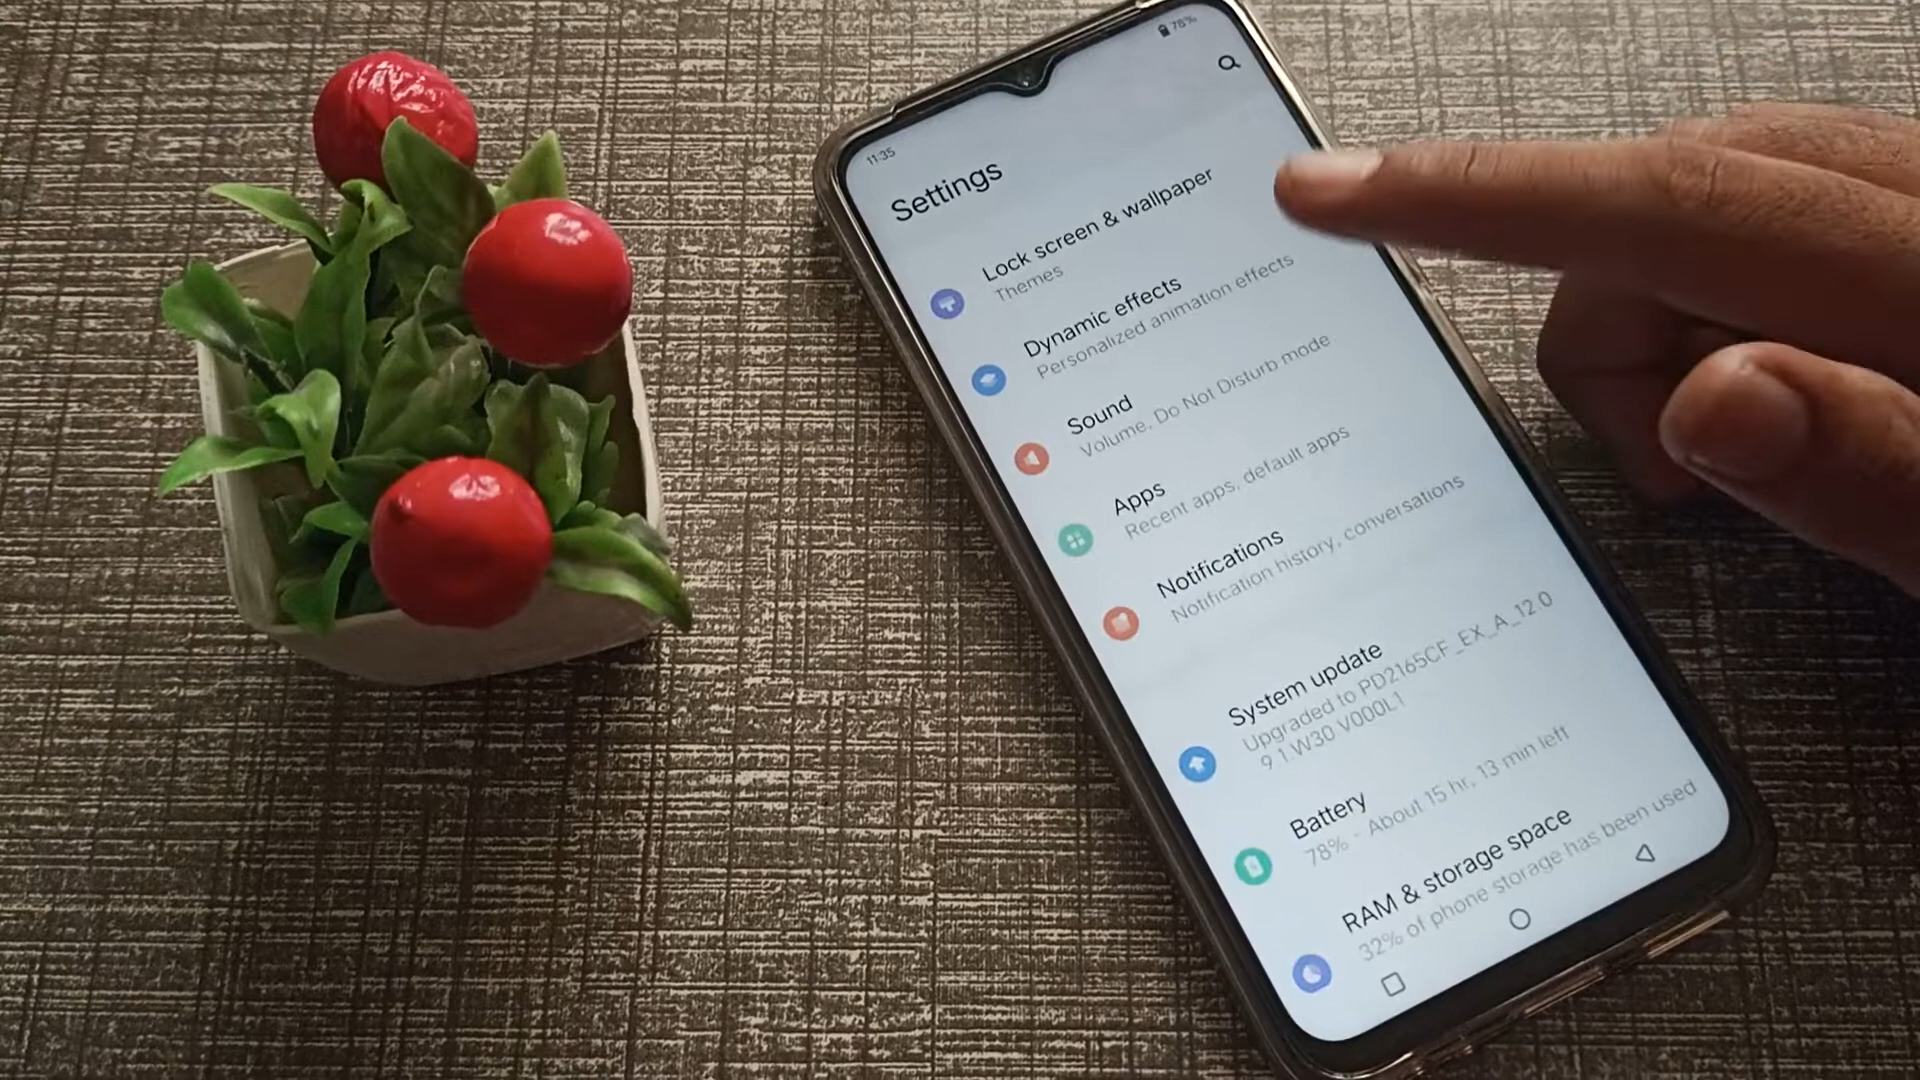 11:35
78%
Settings
Lock screen & wallpaper
Themes
Dynamic effects
Personalized animation effects
Sound
Volume, Do Not Disturb mode
Apps
Recent apps, default apps
Notifications
Notification history, conversations
System update
Upgraded to PD2165CF_EX_A_12.0
9.1.W30.V000L1
Battery
78% - About 15 hr, 13 min left
RAM & storage space
32% of phone storage has been used